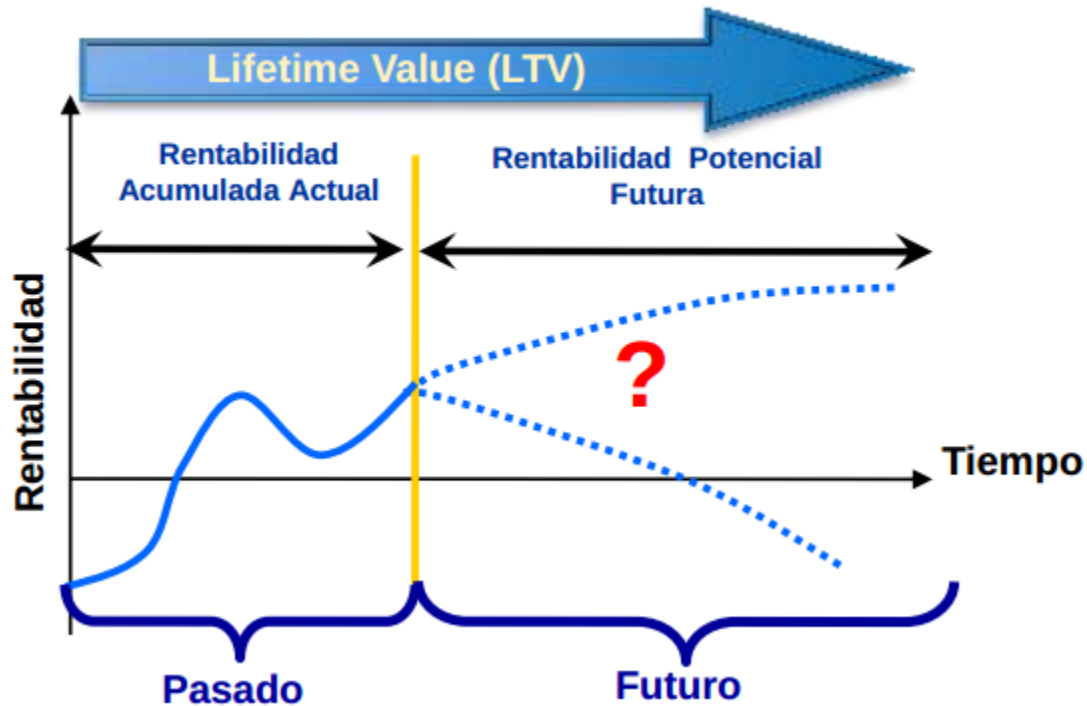 Lifetime Value (LTV)
Rentabilidad
Acumulada Actual
Rentabilidad Potencial
Futura
Rentabilidad
?
Tiempo
Pasado
Futuro